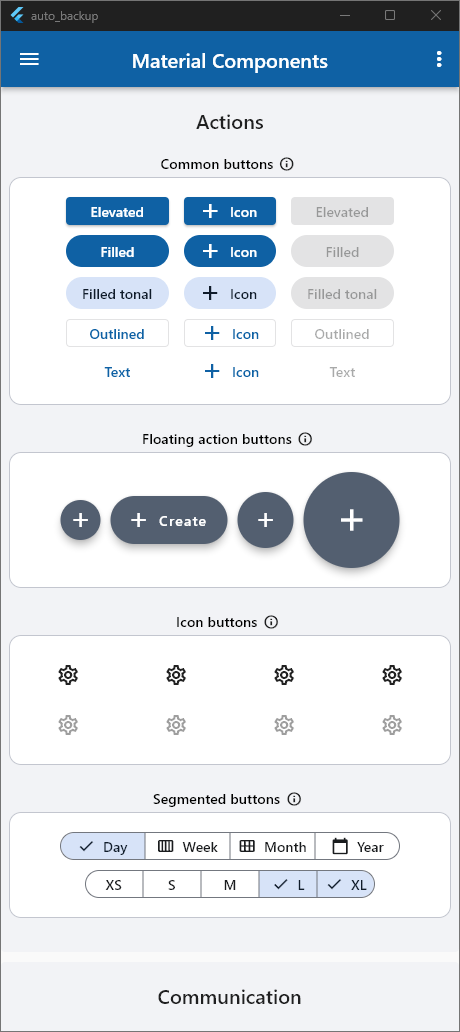 auto_backup
Material Components
Actions
Common buttons
Elevated Icon Elevated
Filled Icon Filled
Filled tonal Icon Filled tonal
Outlined Icon Outlined
Text Icon Text
Floating action buttons
Create
Icon buttons
Segmented buttons
Day Week Month Year
XS S M L XL
Communication